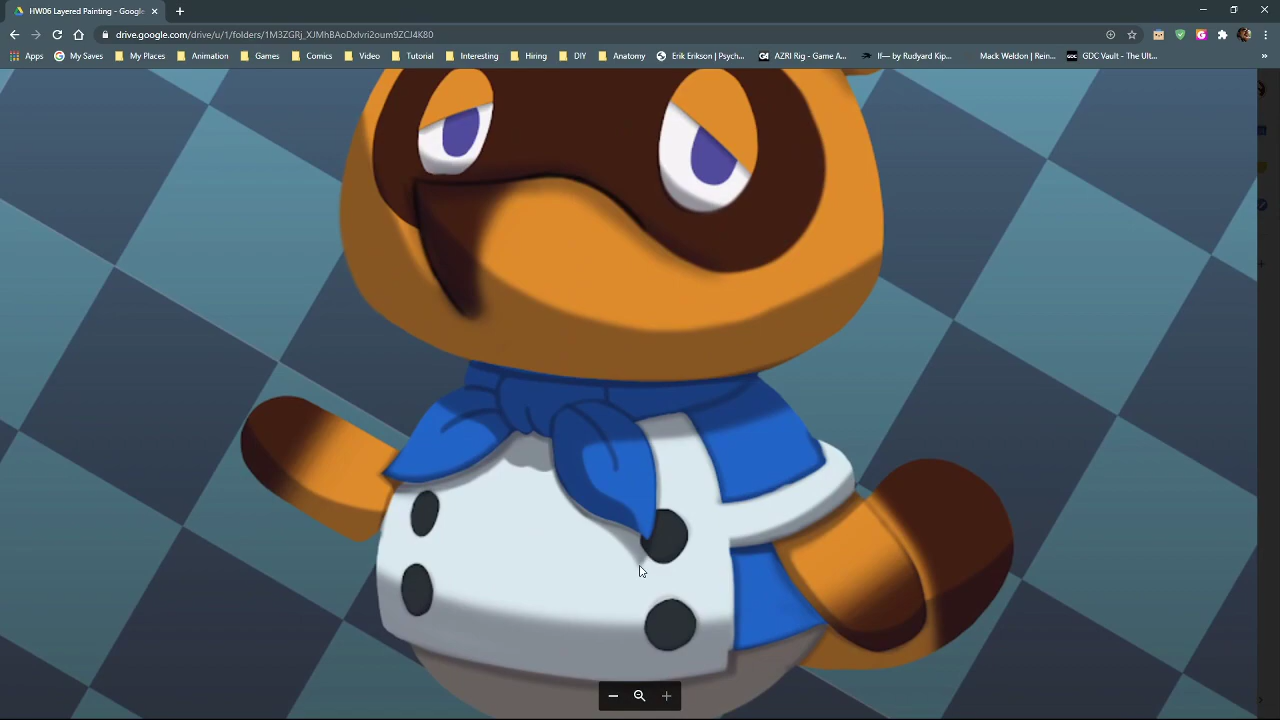 HW06 Layered Painting - Google
drive.google.com/drive/u/1/folders/1M3ZGRj_XJMhBAoDxlvri2oum9ZCJ4K80
Apps My Saves My Places Animation Games Comics Video Tutorial Interesting Hiring DIY Anatomy Erik Erikson | Psych... AZRI Rig - Game A... If— by Rudyard Kip... Mack Weldon | Rein... GDC Vault - The Ult... »